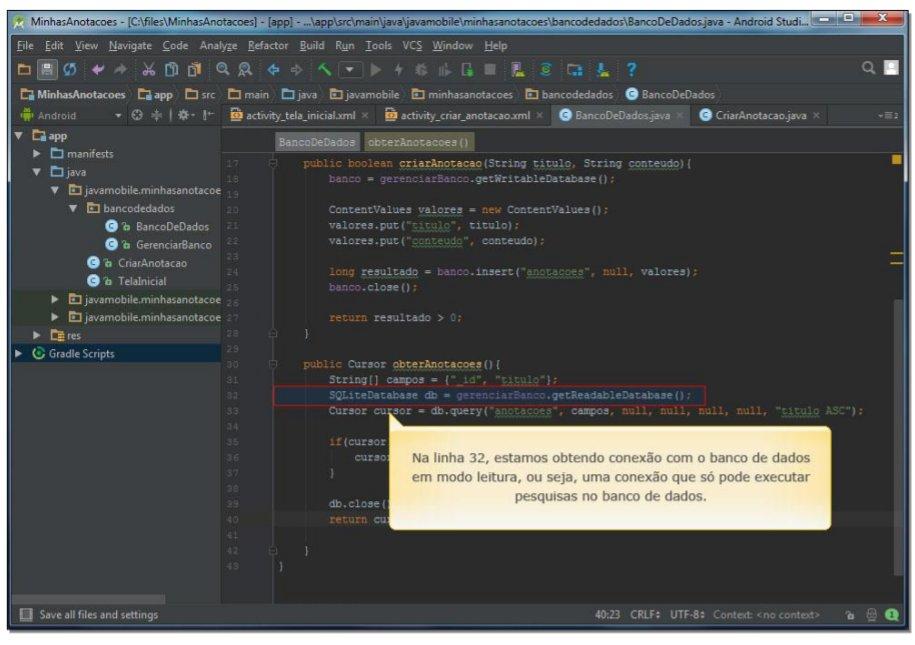 MinhasAnotacoes - [C:\files\MinhasAnotacoes] - [app] - ...\app\src\main\java\javamobile\minhasanotacoes\bancodedados\BancoDeDados.java - Android Studi...
File Edit View Navigate Code Analyze Refactor Build Run Tools VCS Window Help
MinhasAnotacoes app src main java javamobile minhasanotacoes bancodedados BancoDeDados
Android activity_tela_inicial.xml activity_criar_anotacao.xml BancoDeDados.java CriarAnotacao.java
app
manifests
java
javamobile.minhasanotacoe
bancodedados
BancoDeDados
GerenciarBanco
CriarAnotacao
TelaInicial
javamobile.minhasanotacoe
javamobile.minhasanotacoe
res
Gradle Scripts
BancoDeDados obterAnotacoes()
17 public boolean criarAnotacao(String titulo, String conteudo){
18 banco = gerenciarBanco.getWritableDatabase();
19
20 ContentValues valores = new ContentValues();
21 valores.put("titulo", titulo);
22 valores.put("conteudo", conteudo);
23
24 long resultado = banco.insert("anotacoes", null, valores);
25 banco.close();
26
27 return resultado > 0;
28 }
29
30 public Cursor obterAnotacoes(){
31 String[] campos = {"_id", "titulo"};
32 SQLiteDatabase db = gerenciarBanco.getReadableDatabase();
33 Cursor cursor = db.query("anotacoes", campos, null, null, null, null, "titulo ASC");
34
35 if(cursor
36 cursor
37 }
38
39 db.close()
40 return cu
41
42 }
43 }
Na linha 32, estamos obtendo conexão com o banco de dados
em modo leitura, ou seja, uma conexão que só pode executar
pesquisas no banco de dados.
Save all files and settings 40:23 CRLF UTF-8 Context: <no context>